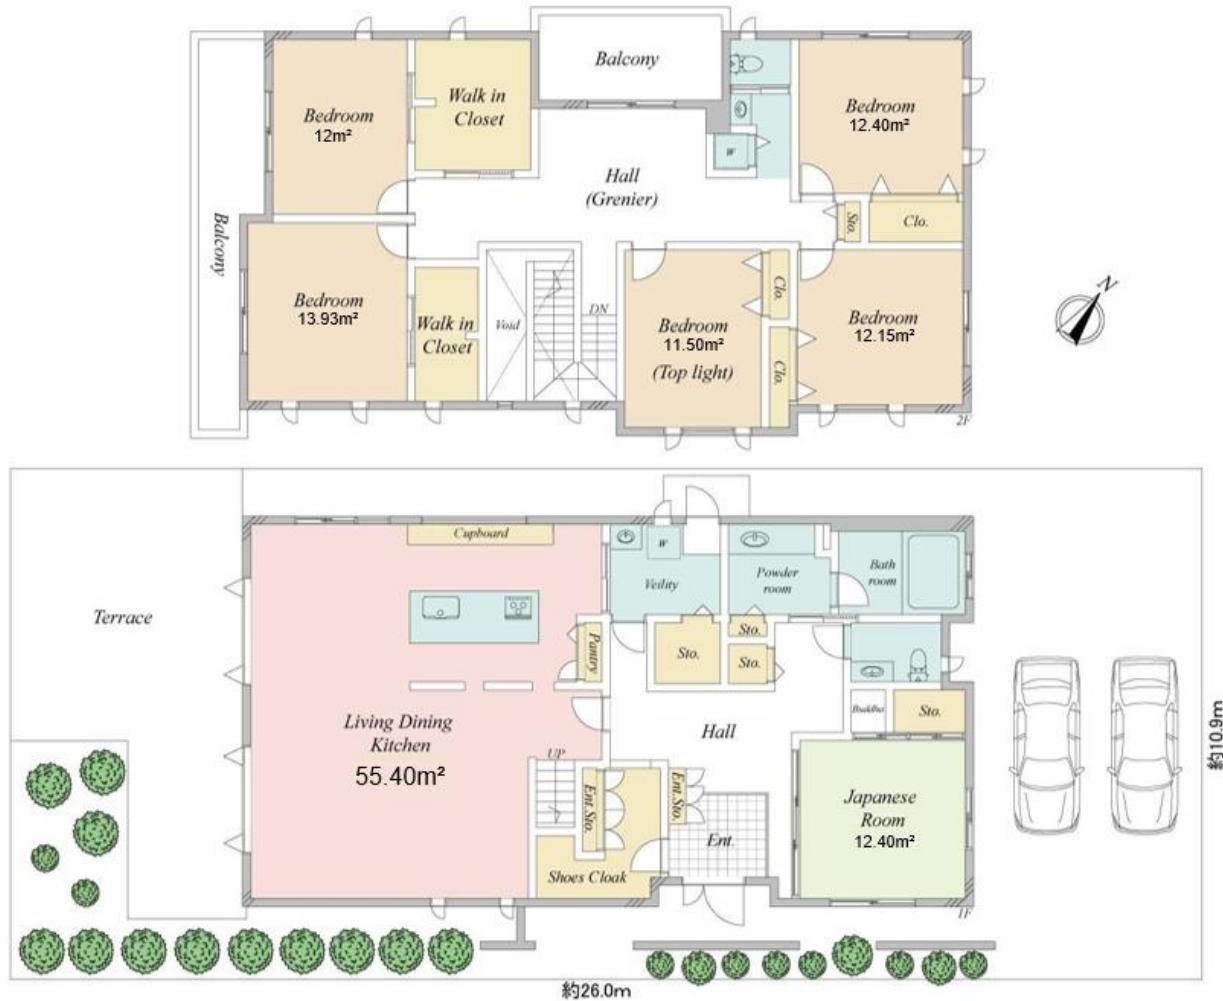 Balcony
Walk in
Closet
Bedroom
12m²
Bedroom
12.40m²
W
Hall
(Grenier)
Sto.
Clo.
Balcony
Bedroom
13.93m²
Walk in
Closet
Void
DN
Bedroom
11.50m²
(Top light)
Clo.
Clo.
Bedroom
12.15m²
N
2F
Cupboard
W
Veility
Powder
room
Bath
room
Terrace
Pantry
Sto.
Sto.
Sto.
Buddha
Sto.
Living Dining
Kitchen
55.40m²
Hall
UP
Ent.Sto.
Ent.Sto.
Ent.
Shoes Cloak
Japanese
Room
12.40m²
1F
約10.9m
約26.0m